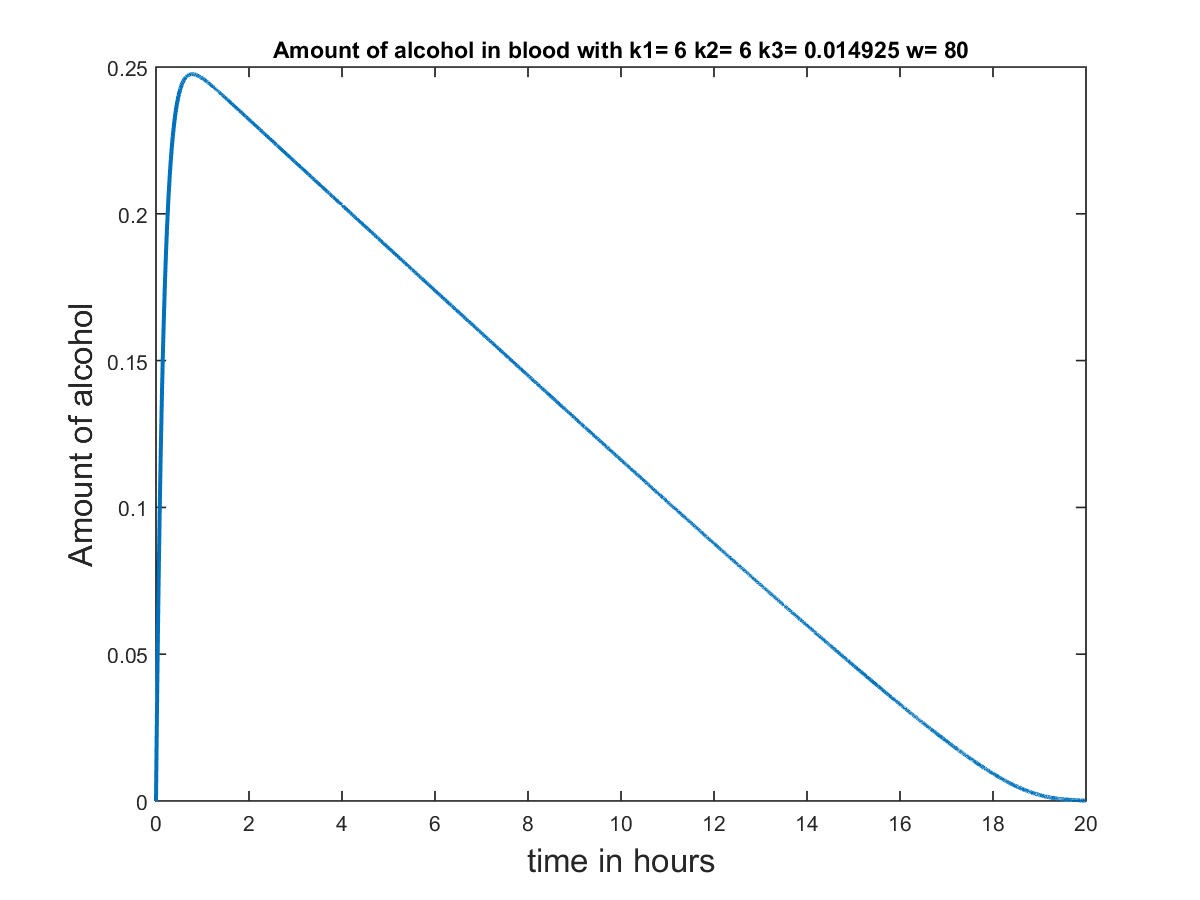 Amount of alcohol in blood with k1= 6 k2= 6 k3= 0.014925 w= 80
0.25
0.2
0.15
0.1
0.05
0
Amount of alcohol
0 2 4 6 8 10 12 14 16 18 20
time in hours